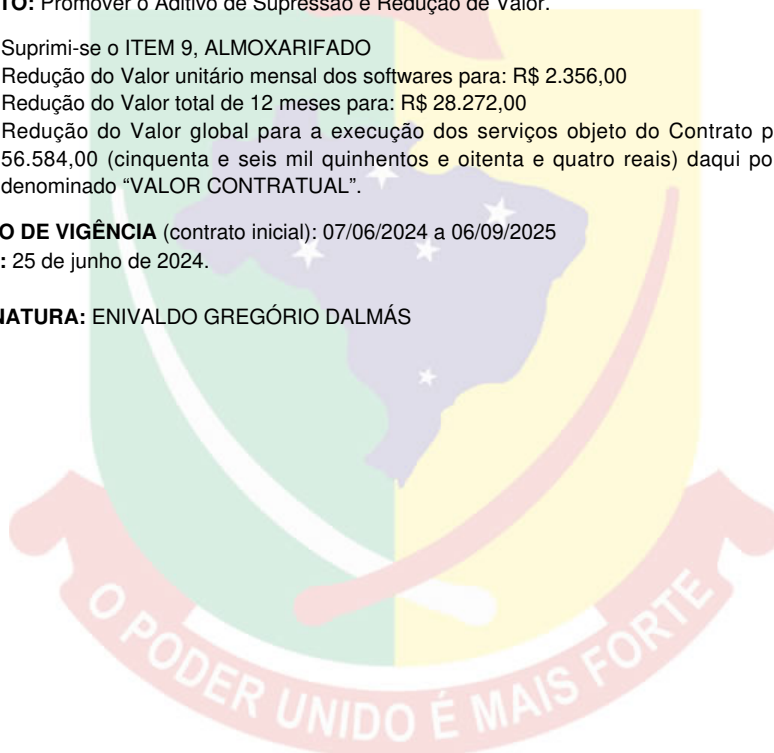 TO: Promover o Aditivo de Supressão e Redução de Valor.
Suprimi-se o ITEM 9, ALMOXARIFADO
Redução do Valor unitário mensal dos softwares para: R$ 2.356,00
Redução do Valor total de 12 meses para: R$ 28.272,00
Redução do Valor global para a execução dos serviços objeto do Contrato p
56.584,00 (cinquenta e seis mil quinhentos e oitenta e quatro reais) daqui po
denominado “VALOR CONTRATUAL”.
O DE VIGÊNCIA (contrato inicial): 07/06/2024 a 06/09/2025
: 25 de junho de 2024.
NATURA: ENIVALDO GREGÓRIO DALMÁS
O PODER UNIDO É MAIS FORTE